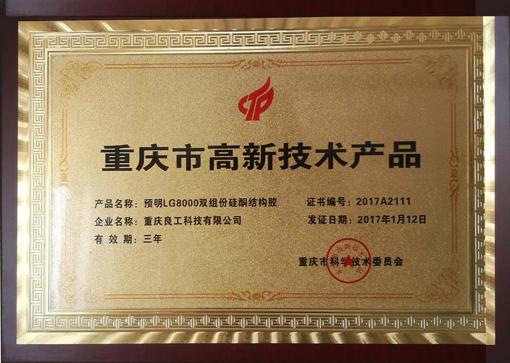 CTP
重庆市高新技术产品
产品名称：预明LG8000双组份硅酮结构胶 证书编号：2017A2111
企业名称：重庆良工科技有限公司 发证日期：2017年1月12日
有 效 期：三年
重庆市科学技术委员会